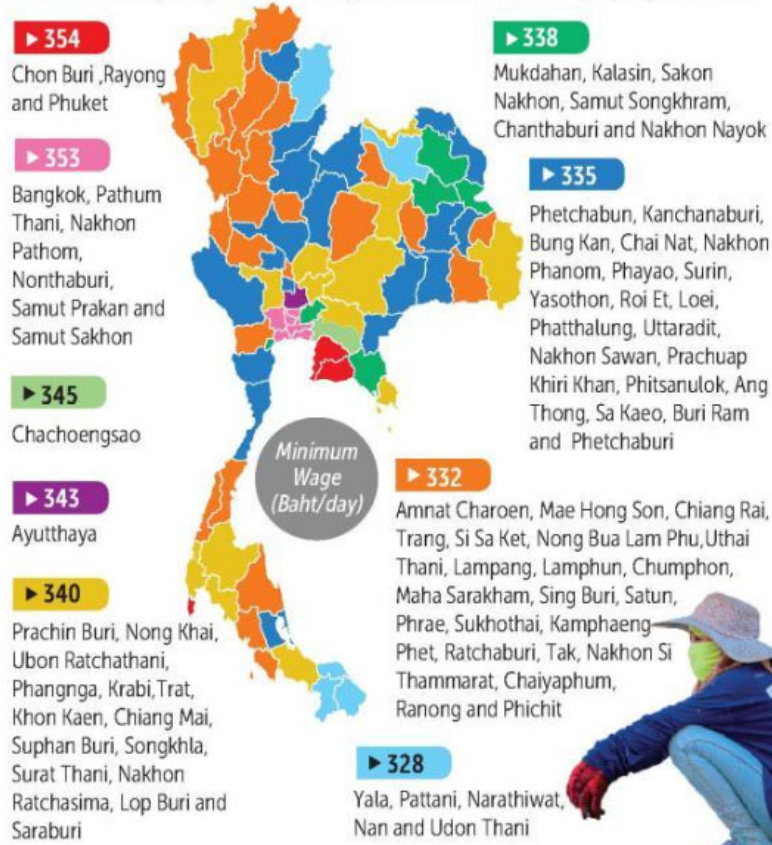 ▶ 354
Chon Buri ,Rayong
and Phuket
▶ 353
Bangkok, Pathum
Thani, Nakhon
Pathom,
Nonthaburi,
Samut Prakan and
Samut Sakhon
▶ 345
Chachoengsao
▶ 343
Ayutthaya
▶ 340
Prachin Buri, Nong Khai,
Ubon Ratchathani,
Phangnga, Krabi,Trat,
Khon Kaen, Chiang Mai,
Suphan Buri, Songkhla,
Surat Thani, Nakhon
Ratchasima, Lop Buri and
Saraburi
Minimum
Wage
(Baht/day)
▶ 338
Mukdahan, Kalasin, Sakon
Nakhon, Samut Songkhram,
Chanthaburi and Nakhon Nayok
▶ 335
Phetchabun, Kanchanaburi,
Bung Kan, Chai Nat, Nakhon
Phanom, Phayao, Surin,
Yasothon, Roi Et, Loei,
Phatthalung, Uttaradit,
Nakhon Sawan, Prachuap
Khiri Khan, Phitsanulok, Ang
Thong, Sa Kaeo, Buri Ram
and Phetchaburi
▶ 332
Amnat Charoen, Mae Hong Son, Chiang Rai,
Trang, Si Sa Ket, Nong Bua Lam Phu,Uthai
Thani, Lampang, Lamphun, Chumphon,
Maha Sarakham, Sing Buri, Satun,
Phrae, Sukhothai, Kamphaeng
Phet, Ratchaburi, Tak, Nakhon Si
Thammarat, Chaiyaphum,
Ranong and Phichit
▶ 328
Yala, Pattani, Narathiwat,
Nan and Udon Thani